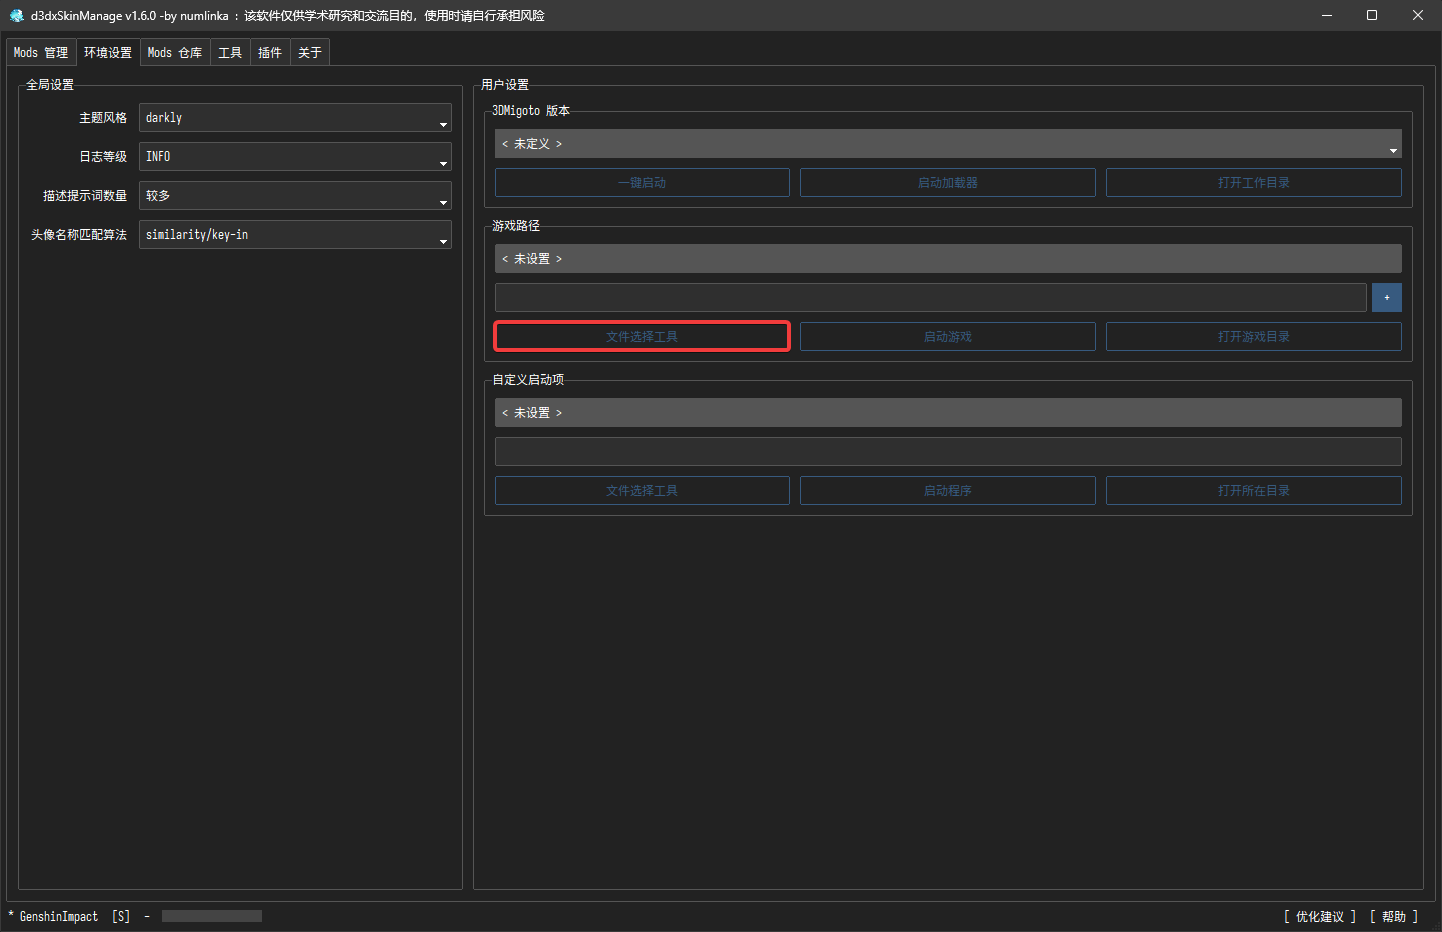 d3dxSkinManage v1.6.0 -by numlinka : 该软件仅供学术研究和交流目的，使用时请自行承担风险
Mods 管理 环境设置 Mods 仓库 工具 插件 关于
全局设置
主题风格 darkly
日志等级 INFO
描述提示词数量 较多
头像名称匹配算法 similarity/key-in
用户设置
3DMigoto 版本
< 未定义 >
一键启动 启动加载器 打开工作目录
游戏路径
< 未设置 >
+
文件选择工具 启动游戏 打开游戏目录
自定义启动项
< 未设置 >
文件选择工具 启动程序 打开所在目录
* GenshinImpact [S] - [ 优化建议 ] [ 帮助 ]